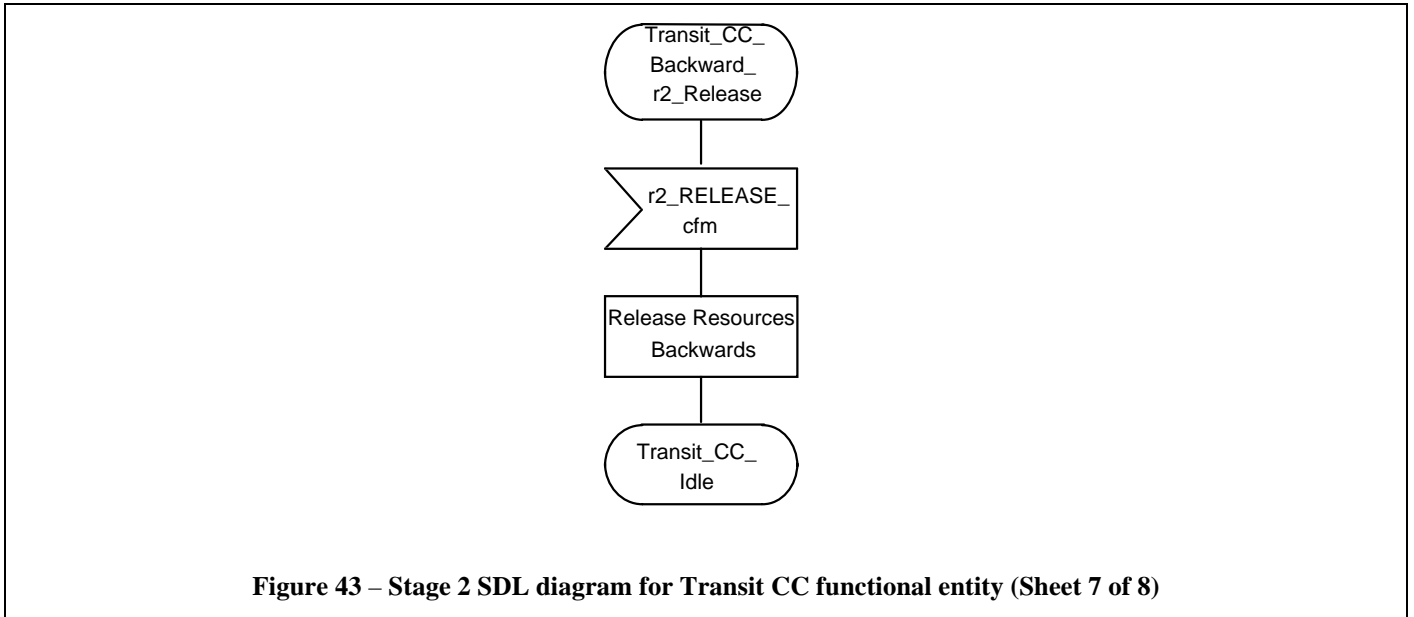 Transit_CC_
Backward_
r2_Release
r2_RELEASE_
cfm
Release Resources
Backwards
Transit_CC_
Idle
Figure 43 – Stage 2 SDL diagram for Transit CC functional entity (Sheet 7 of 8)